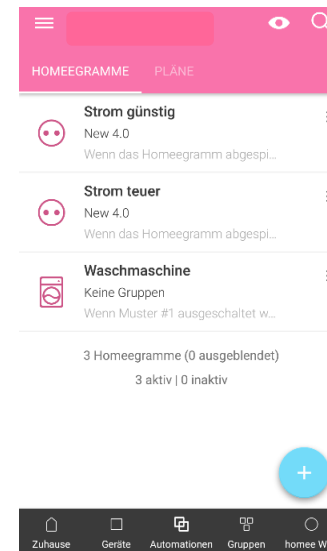 HOMEEGRAMME PLÄNE
Strom günstig
New 4.0
Wenn das Homeegramm abgespi...
Strom teuer
New 4.0
Wenn das Homeegramm abgespi...
Waschmaschine
Keine Gruppen
Wenn Muster #1 ausgeschaltet w...
3 Homeegramme (0 ausgeblendet)
3 aktiv | 0 inaktiv
Zuhause Geräte Automationen Gruppen homee W